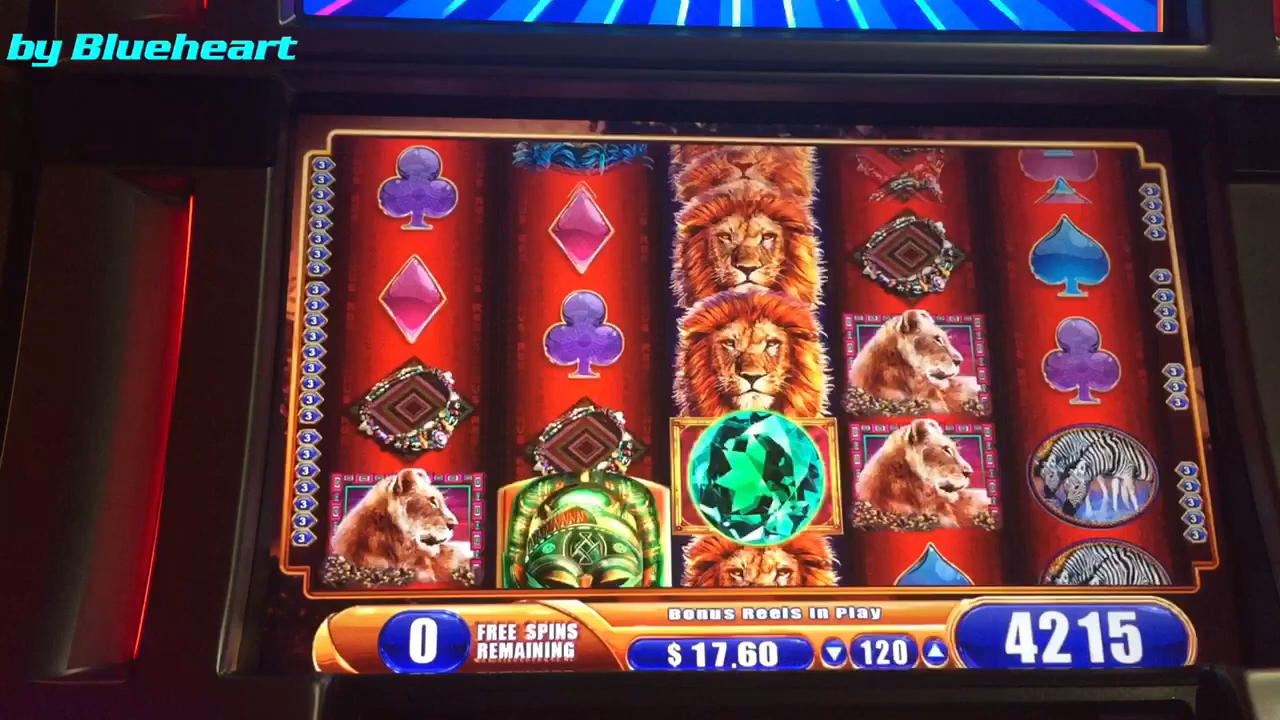 by Blueheart
Bonus Reels in Play
0
FREE SPINS
REMAINING
$ 17.60
120
4215